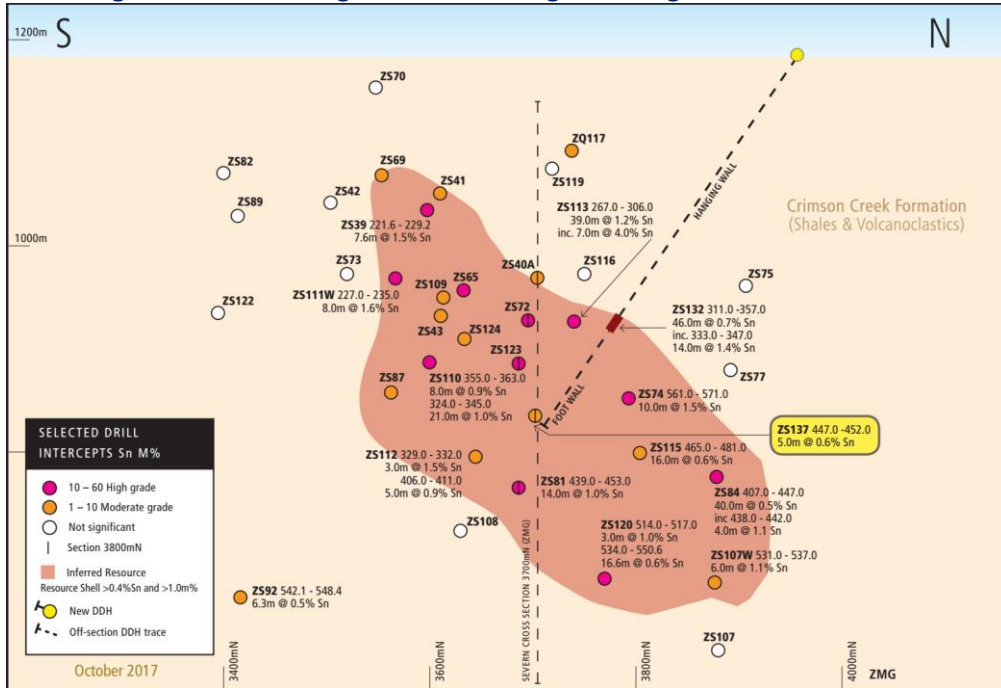 1200m
S
N
ZS70
ZS82
ZS89
ZS42
ZS69
ZS41
ZQ117
ZS119
ZS39 221.6 - 229.2
7.6m @ 1.5% Sn
ZS113 267.0 - 306.0
39.0m @ 1.2% Sn
inc. 7.0m @ 4.0% Sn
HANGING WALL
Crimson Creek Formation
(Shales & Volcanoclastics)
1000m
ZS73
ZS122
ZS111W 227.0 - 235.0
8.0m @ 1.6% Sn
ZS109
ZS65
ZS40A
ZS116
ZS75
ZS43
ZS124
ZS72
ZS123
ZS132 311.0 -357.0
46.0m @ 0.7% Sn
inc. 333.0 - 347.0
14.0m @ 1.4% Sn
ZS77
ZS87
ZS110 355.0 - 363.0
8.0m @ 0.9% Sn
324.0 - 345.0
21.0m @ 1.0% Sn
FOOT WALL
ZS74 561.0 - 571.0
10.0m @ 1.5% Sn
ZS137 447.0 -452.0
5.0m @ 0.6% Sn
ZS112 329.0 - 332.0
3.0m @ 1.5% Sn
406.0 - 411.0
5.0m @ 0.9% Sn
ZS81 439.0 - 453.0
14.0m @ 1.0% Sn
ZS115 465.0 - 481.0
16.0m @ 0.6% Sn
ZS84 407.0 - 447.0
40.0m @ 0.5% Sn
inc 438.0 - 442.0
4.0m @ 1.1 Sn
ZS108
ZS120 514.0 - 517.0
3.0m @ 1.0% Sn
534.0 - 550.6
16.6m @ 0.6% Sn
ZS107W 531.0 - 537.0
6.0m @ 1.1% Sn
ZS92 542.1 - 548.4
6.3m @ 0.5% Sn
ZS107
SEVERN CROSS SECTION 3700mN (ZMG)
SELECTED DRILL
INTERCEPTS Sn M%
10 – 60 High grade
1 – 10 Moderate grade
Not significant
Section 3800mN
Inferred Resource
Resource Shell >0.4%Sn and >1.0m%
New DDH
Off-section DDH trace
October 2017
3400mN
3600mN
3800mN
4000mN
ZMG